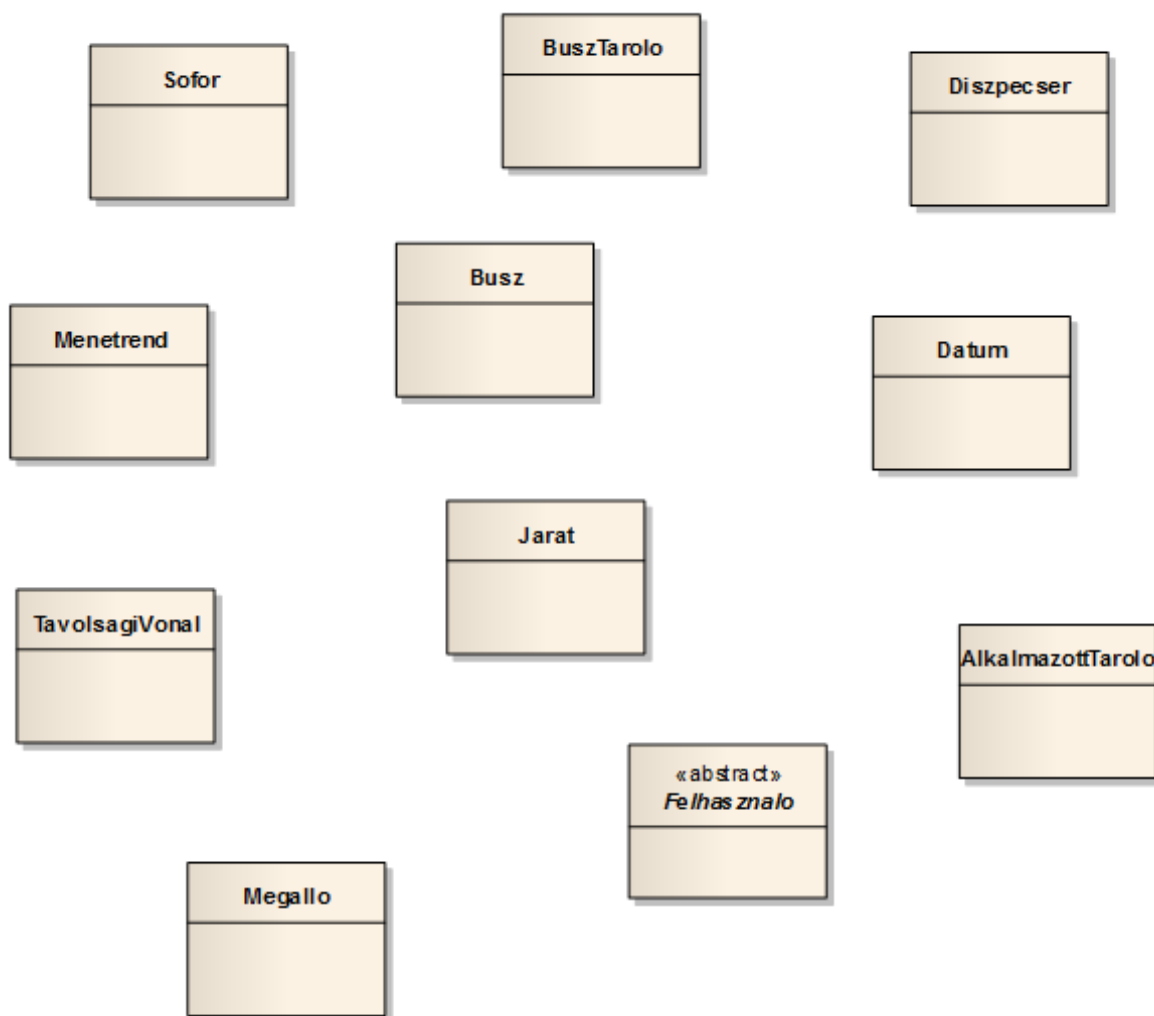 Sofor
BuszTarolo
Diszpecser
Busz
Menetrend
Datum
Jarat
TavolsagiVonal
AlkalmazottTarolo
«abstract»
Felhasznalo
Megallo